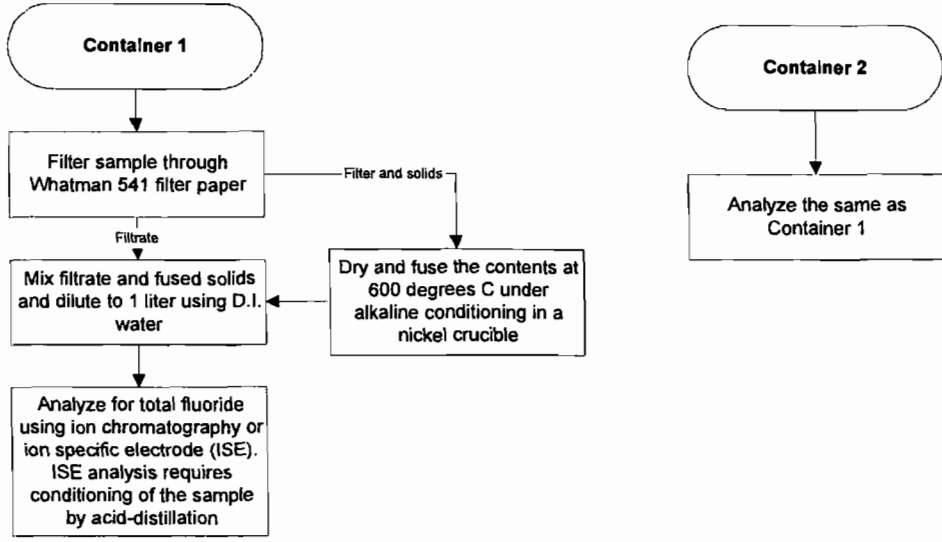 Container 1
Filter sample through
Whatman 541 filter paper
Filter and solids
Filtrate
Mix filtrate and fused solids
and dilute to 1 liter using D.I.
water
Dry and fuse the contents at
600 degrees C under
alkaline conditioning in a
nickel crucible
Analyze for total fluoride
using ion chromatography or
ion specific electrode (ISE).
ISE analysis requires
conditioning of the sample
by acid-distillation
Container 2
Analyze the same as
Container 1